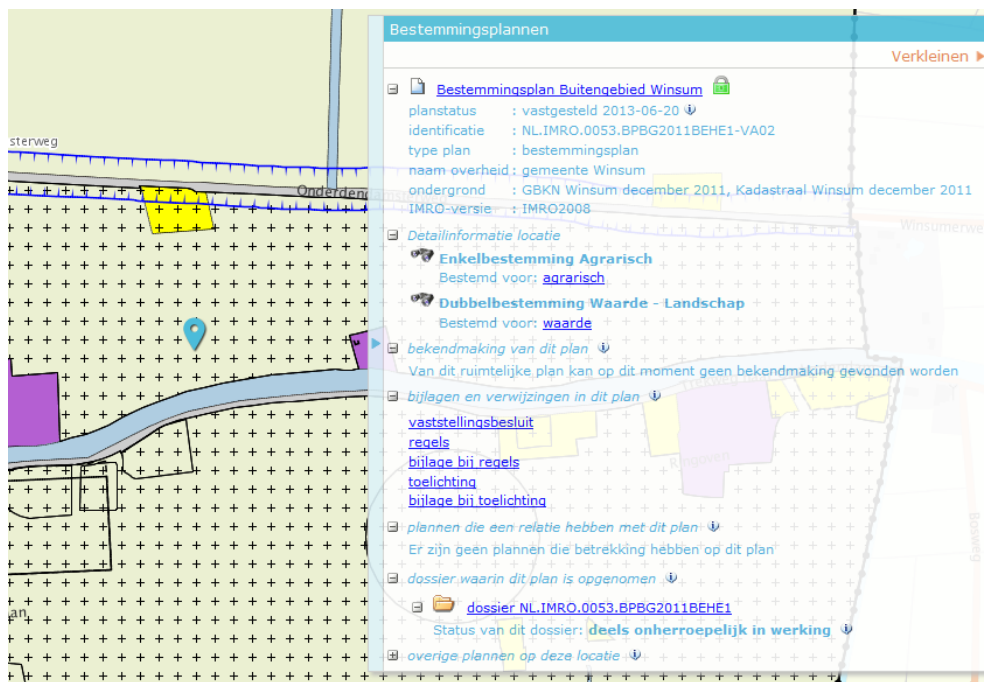 Bestemmingsplannen
Verkleinen
Bestemmingsplan Buitengebied Winsum
planstatus : vastgesteld 2013-06-20
identificatie : NL.IMRO.0053.BPBG2011BEHE1-VA02
type plan : bestemmingsplan
naam overheid : gemeente Winsum
ondergrond : GBKN Winsum december 2011, Kadastraal Winsum december 2011
IMRO-versie : IMRO2008
Detailinformatie locatie
Enkelbestemming Agrarisch
Bestemd voor: agrarisch
Dubbelbestemming Waarde - Landschap
Bestemd voor: waarde
bekendmaking van dit plan
Van dit ruimtelijke plan kan op dit moment geen bekendmaking gevonden worden
bijlagen en verwijzingen in dit plan
vaststellingsbesluit
regels
bijlage bij regels
toelichting
bijlage bij toelichting
plannen die een relatie hebben met dit plan
Er zijn geen plannen die betrekking hebben op dit plan
dossier waarin dit plan is opgenomen
dossier NL.IMRO.0053.BPBG2011BEHE1
Status van dit dossier: deels onherroepelijk in werking
overige plannen op deze locatie
sterweg
Winsumerwe
Ringoven
Bosweg
an